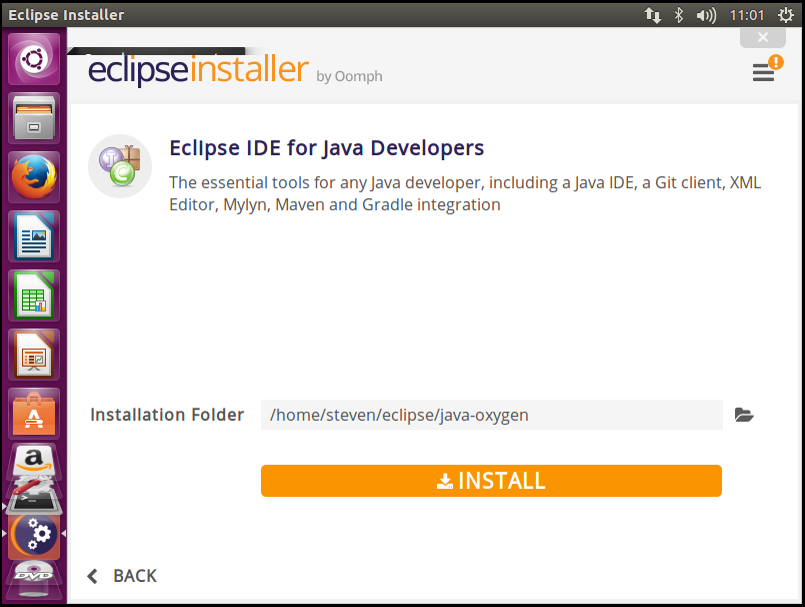 Eclipse Installer
11:01
eclipseinstaller by Oomph
Eclipse IDE for Java Developers
The essential tools for any Java developer, including a Java IDE, a Git client, XML
Editor, Mylyn, Maven and Gradle integration
Installation Folder /home/steven/eclipse/java-oxygen
INSTALL
a
DVD
BACK